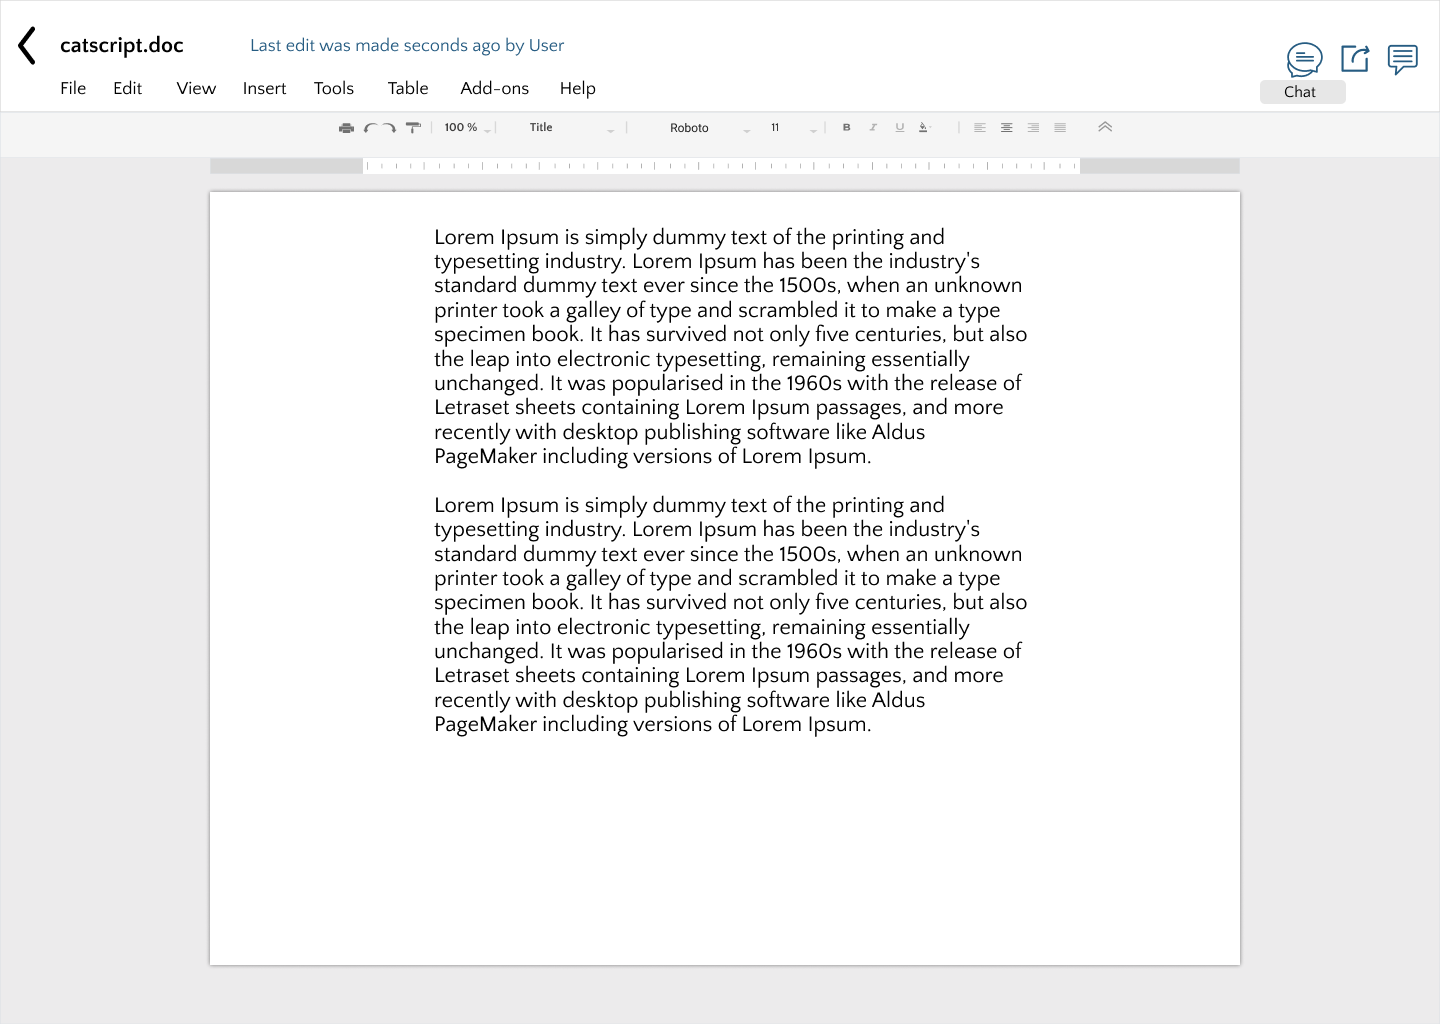 catscript.doc
Last edit was made seconds ago by User
File Edit View Insert Tools Table Add-ons Help
Chat
100 % Title Roboto 11 B I U A
Lorem Ipsum is simply dummy text of the printing and
typesetting industry. Lorem Ipsum has been the industry's
standard dummy text ever since the 1500s, when an unknown
printer took a galley of type and scrambled it to make a type
specimen book. It has survived not only five centuries, but also
the leap into electronic typesetting, remaining essentially
unchanged. It was popularised in the 1960s with the release of
Letraset sheets containing Lorem Ipsum passages, and more
recently with desktop publishing software like Aldus
PageMaker including versions of Lorem Ipsum.
Lorem Ipsum is simply dummy text of the printing and
typesetting industry. Lorem Ipsum has been the industry's
standard dummy text ever since the 1500s, when an unknown
printer took a galley of type and scrambled it to make a type
specimen book. It has survived not only five centuries, but also
the leap into electronic typesetting, remaining essentially
unchanged. It was popularised in the 1960s with the release of
Letraset sheets containing Lorem Ipsum passages, and more
recently with desktop publishing software like Aldus
PageMaker including versions of Lorem Ipsum.